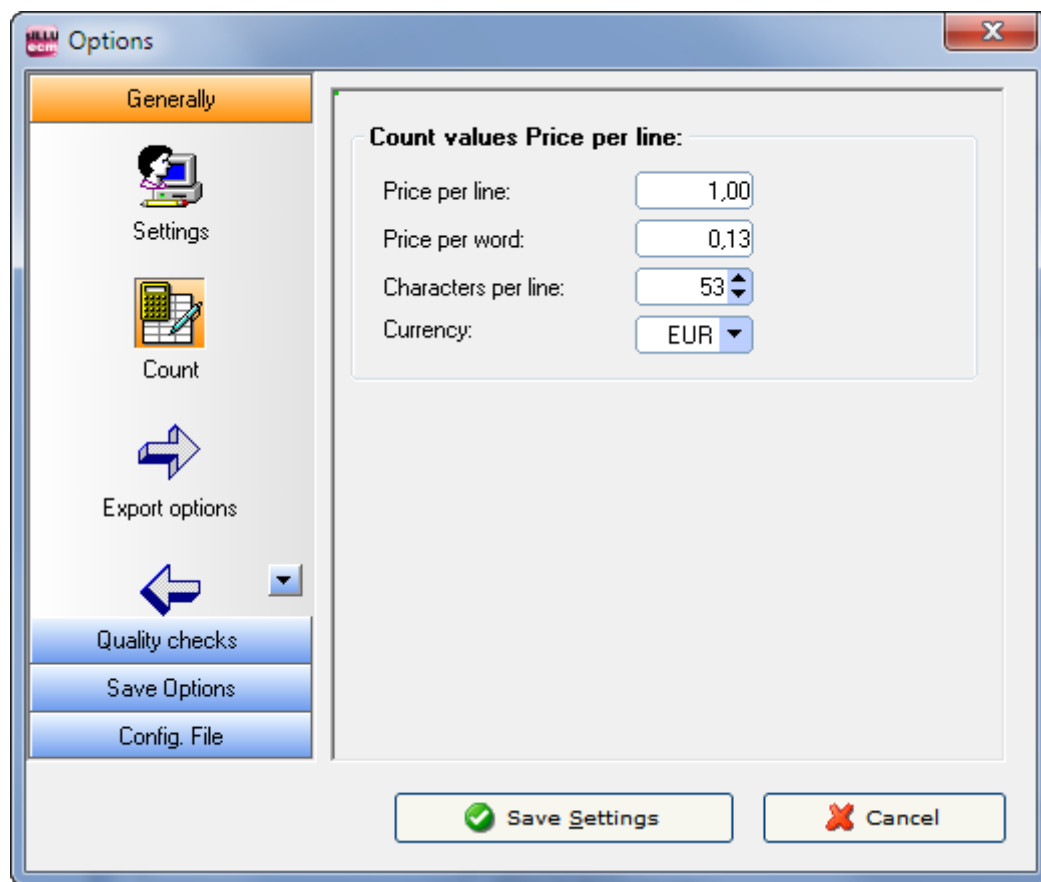 Options
Generally
Settings
Count
Export options
Quality checks
Save Options
Config. File
Count values Price per line:
Price per line: 1,00
Price per word: 0,13
Characters per line: 53
Currency: EUR
Save Settings
Cancel